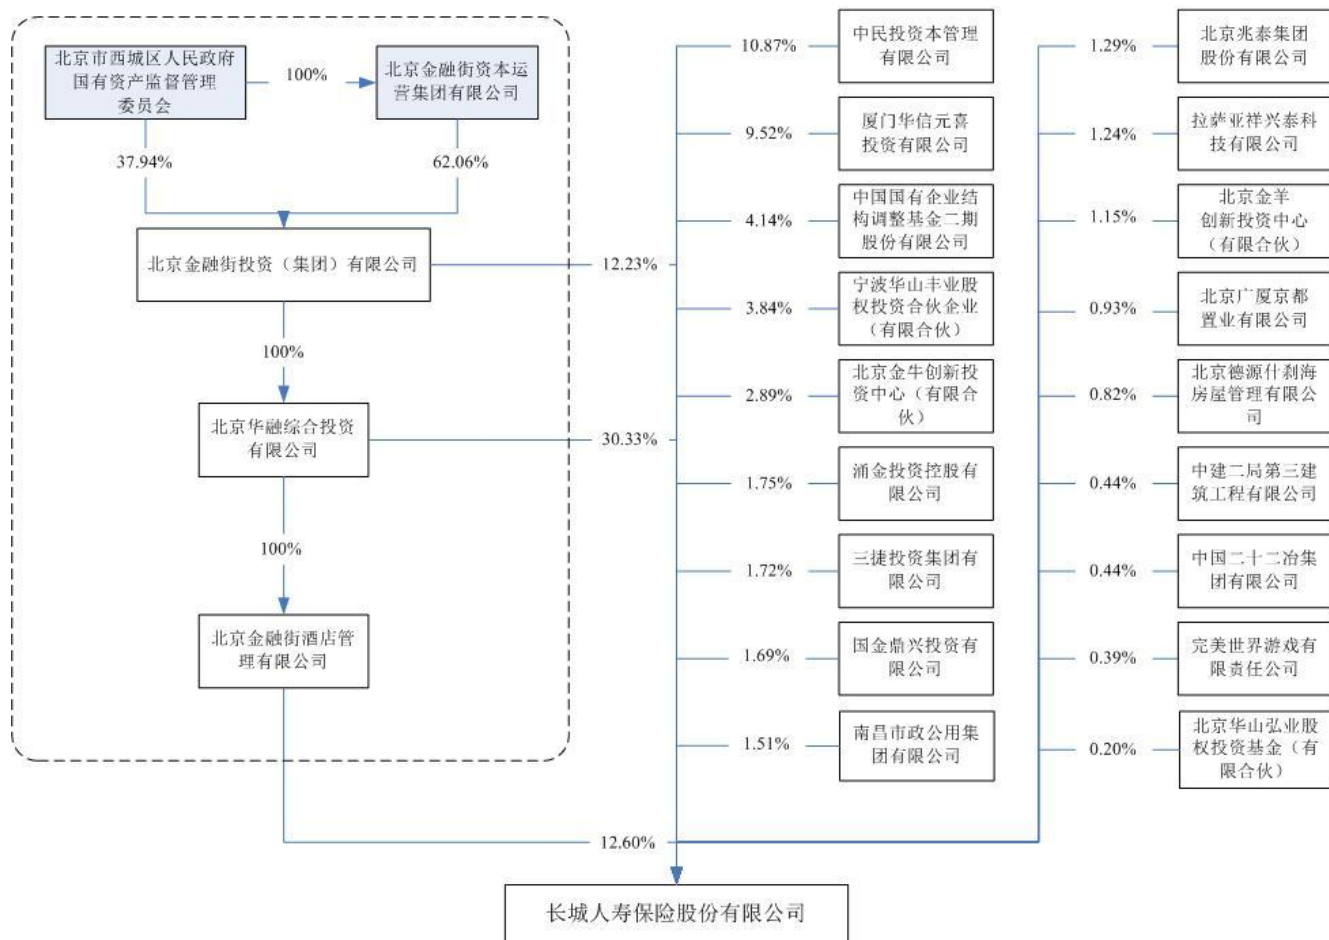 北京市西城区人民政府
国有资产监督管理
委员会
100%
北京金融街资本运
营集团有限公司
37.94%
62.06%
北京金融街投资（集团）有限公司
12.23%
100%
北京华融综合投资
有限公司
30.33%
100%
北京金融街酒店管
理有限公司
12.60%
10.87%
中民投资本管理
有限公司
9.52%
厦门华信元喜
投资有限公司
4.14%
中国国有企业结
构调整基金二期
股份有限公司
3.84%
宁波华山丰业股
权投资合伙企业
（有限合伙）
2.89%
北京金牛创新投
资中心（有限合
伙）
1.75%
涌金投资控股有
限公司
1.72%
三捷投资集团有
限公司
1.69%
国金鼎兴投资有
限公司
1.51%
南昌市政公用集
团有限公司
1.29%
北京兆泰集团
股份有限公司
1.24%
拉萨亚祥兴泰科
技有限公司
1.15%
北京金羊
创新投资中心
（有限合伙）
0.93%
北京广厦京都
置业有限公司
0.82%
北京德源什刹海
房屋管理有限公
司
0.44%
中建二局第三建
筑工程有限公司
0.44%
中国二十二冶集
团有限公司
0.39%
完美世界游戏有
限责任公司
0.20%
北京华山弘业股
权投资基金（有
限合伙）
长城人寿保险股份有限公司